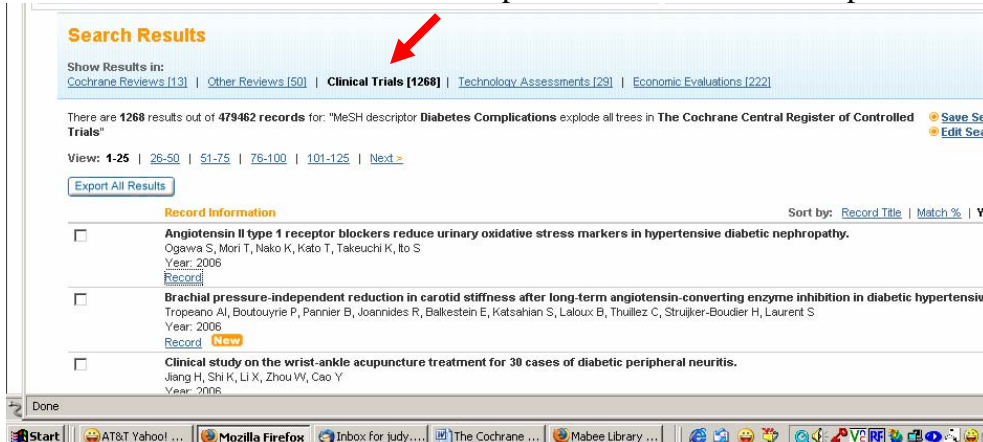 Search Results
Show Results in:
Cochrane Reviews [13] | Other Reviews [50] | Clinical Trials [1268] | Technology Assessments [29] | Economic Evaluations [222]
There are 1268 results out of 479462 records for: "MeSH descriptor Diabetes Complications explode all trees in The Cochrane Central Register of Controlled
Trials"
Save Se
Edit Sea
View: 1-25 | 26-50 | 51-75 | 76-100 | 101-125 | Next >
Export All Results
Record Information
Sort by: Record Title | Match % | Y
Angiotensin II type 1 receptor blockers reduce urinary oxidative stress markers in hypertensive diabetic nephropathy.
Ogawa S, Mori T, Nako K, Kato T, Takeuchi K, Ito S
Year: 2006
Record
Brachial pressure-independent reduction in carotid stiffness after long-term angiotensin-converting enzyme inhibition in diabetic hypertensiv
Tropeano AI, Boutouyrie P, Pannier B, Joannides R, Balkestein E, Katsahian S, Laloux B, Thuillez C, Struijker-Boudier H, Laurent S
Year: 2006
Record New
Clinical study on the wrist-ankle acupuncture treatment for 30 cases of diabetic peripheral neuritis.
Jiang H, Shi K, Li X, Zhou W, Cao Y
Year: 2006
Done
Start AT&T Yahoo! ... Mozilla Firefox Inbox for judy.... The Cochrane ... Mabee Library ...